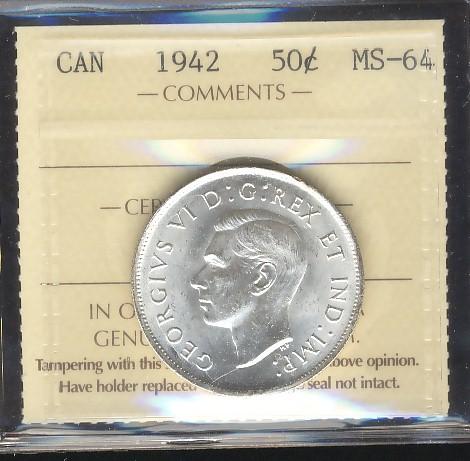 CAN 1942 50¢ MS-64
— COMMENTS —
— CER
GEORGIVS VI D:G:REX ET IND:IMP:
IN O
GENU M.
Tampering with this above opinion.
Have holder replaced seal not intact.